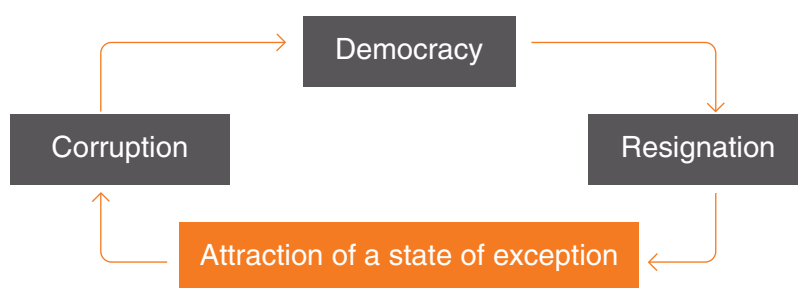 Democracy
Corruption
Resignation
Attraction of a state of exception